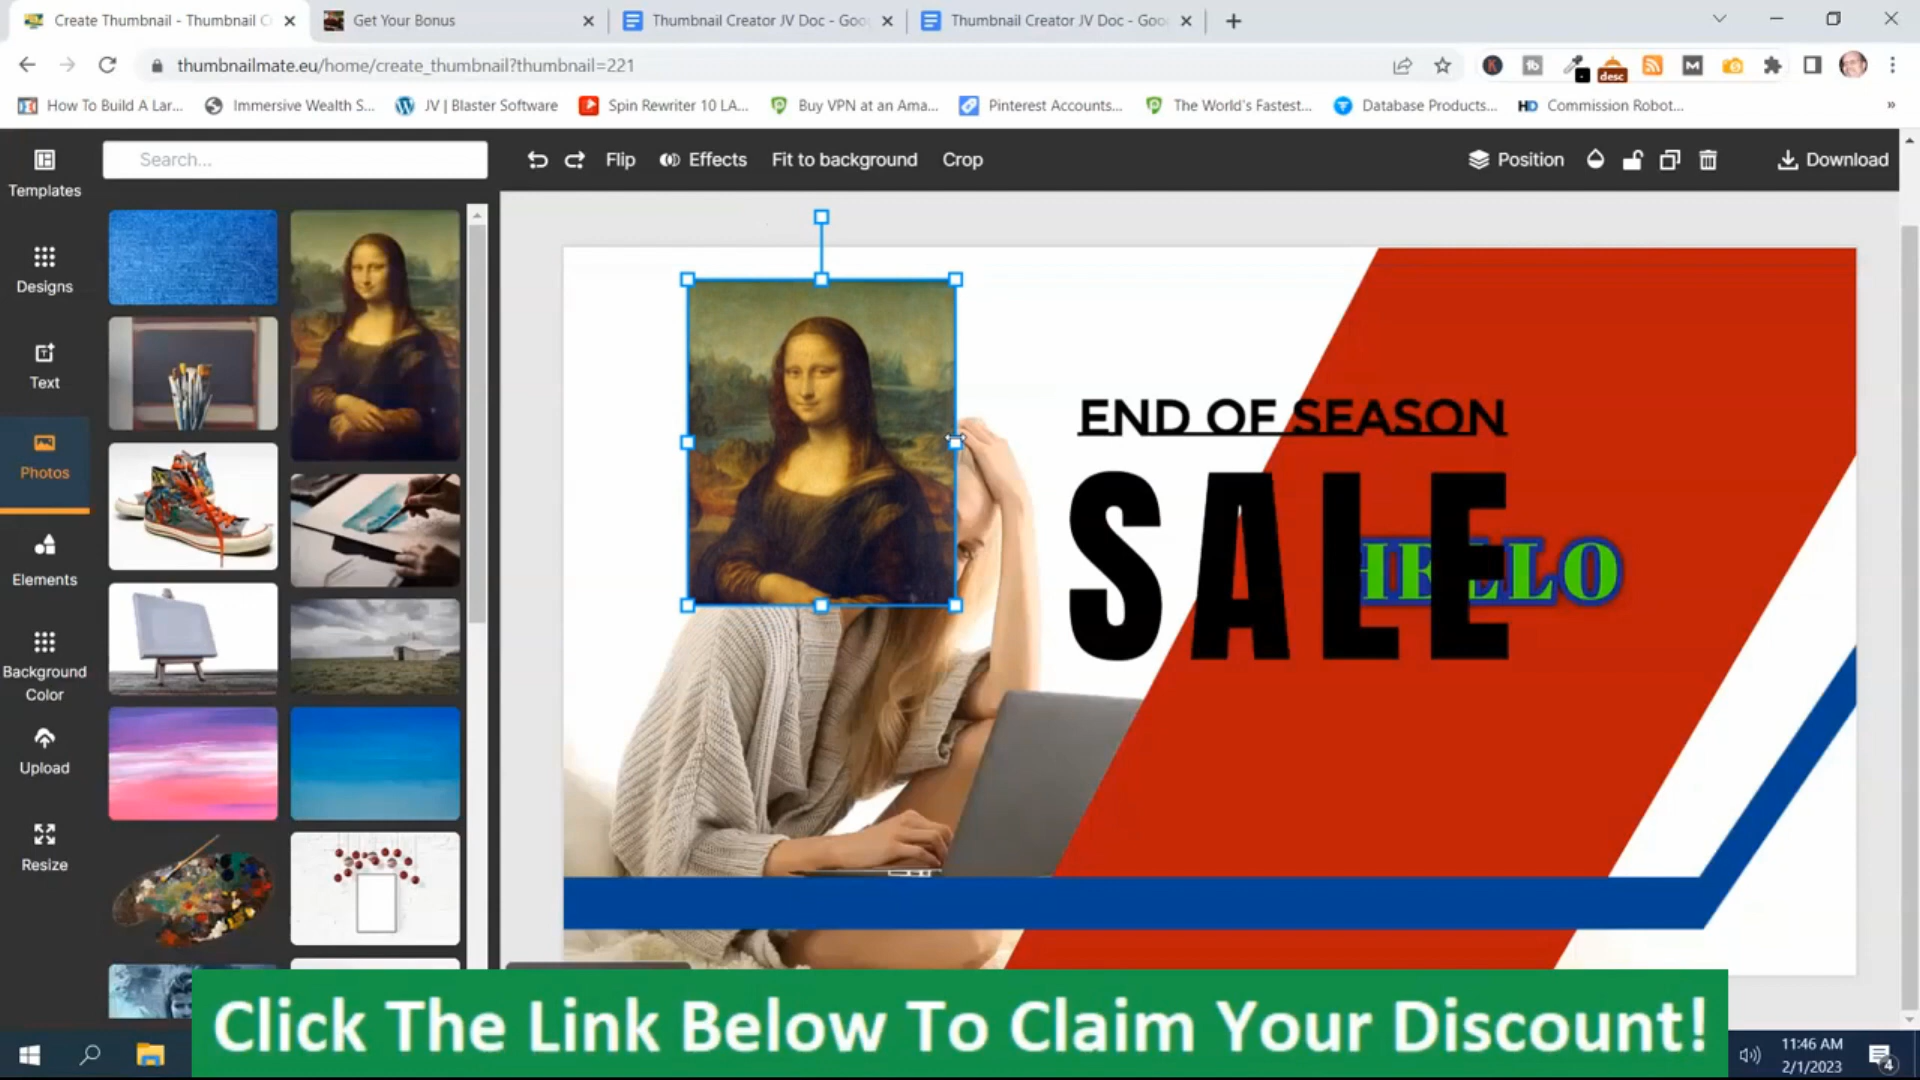 Create Thumbnail - Thumbnail C
Get Your Bonus
Thumbnail Creator JV Doc - Goo
Thumbnail Creator JV Doc - Goo
thumbnailmate.eu/home/create_thumbnail?thumbnail=221
desc
How To Build A Lar...
Immersive Wealth S...
JV | Blaster Software
Spin Rewriter 10 LA...
Buy VPN at an Ama...
Pinterest Accounts...
The World's Fastest...
Database Products...
HD Commission Robot...
»
Templates
Search...
Flip
Effects
Fit to background
Crop
Position
Download
Designs
Text
Photos
Elements
Background
Color
Upload
Resize
END OF SEASON
SALE
HELLO
Click The Link Below To Claim Your Discount!
11:46 AM
2/1/2023
4